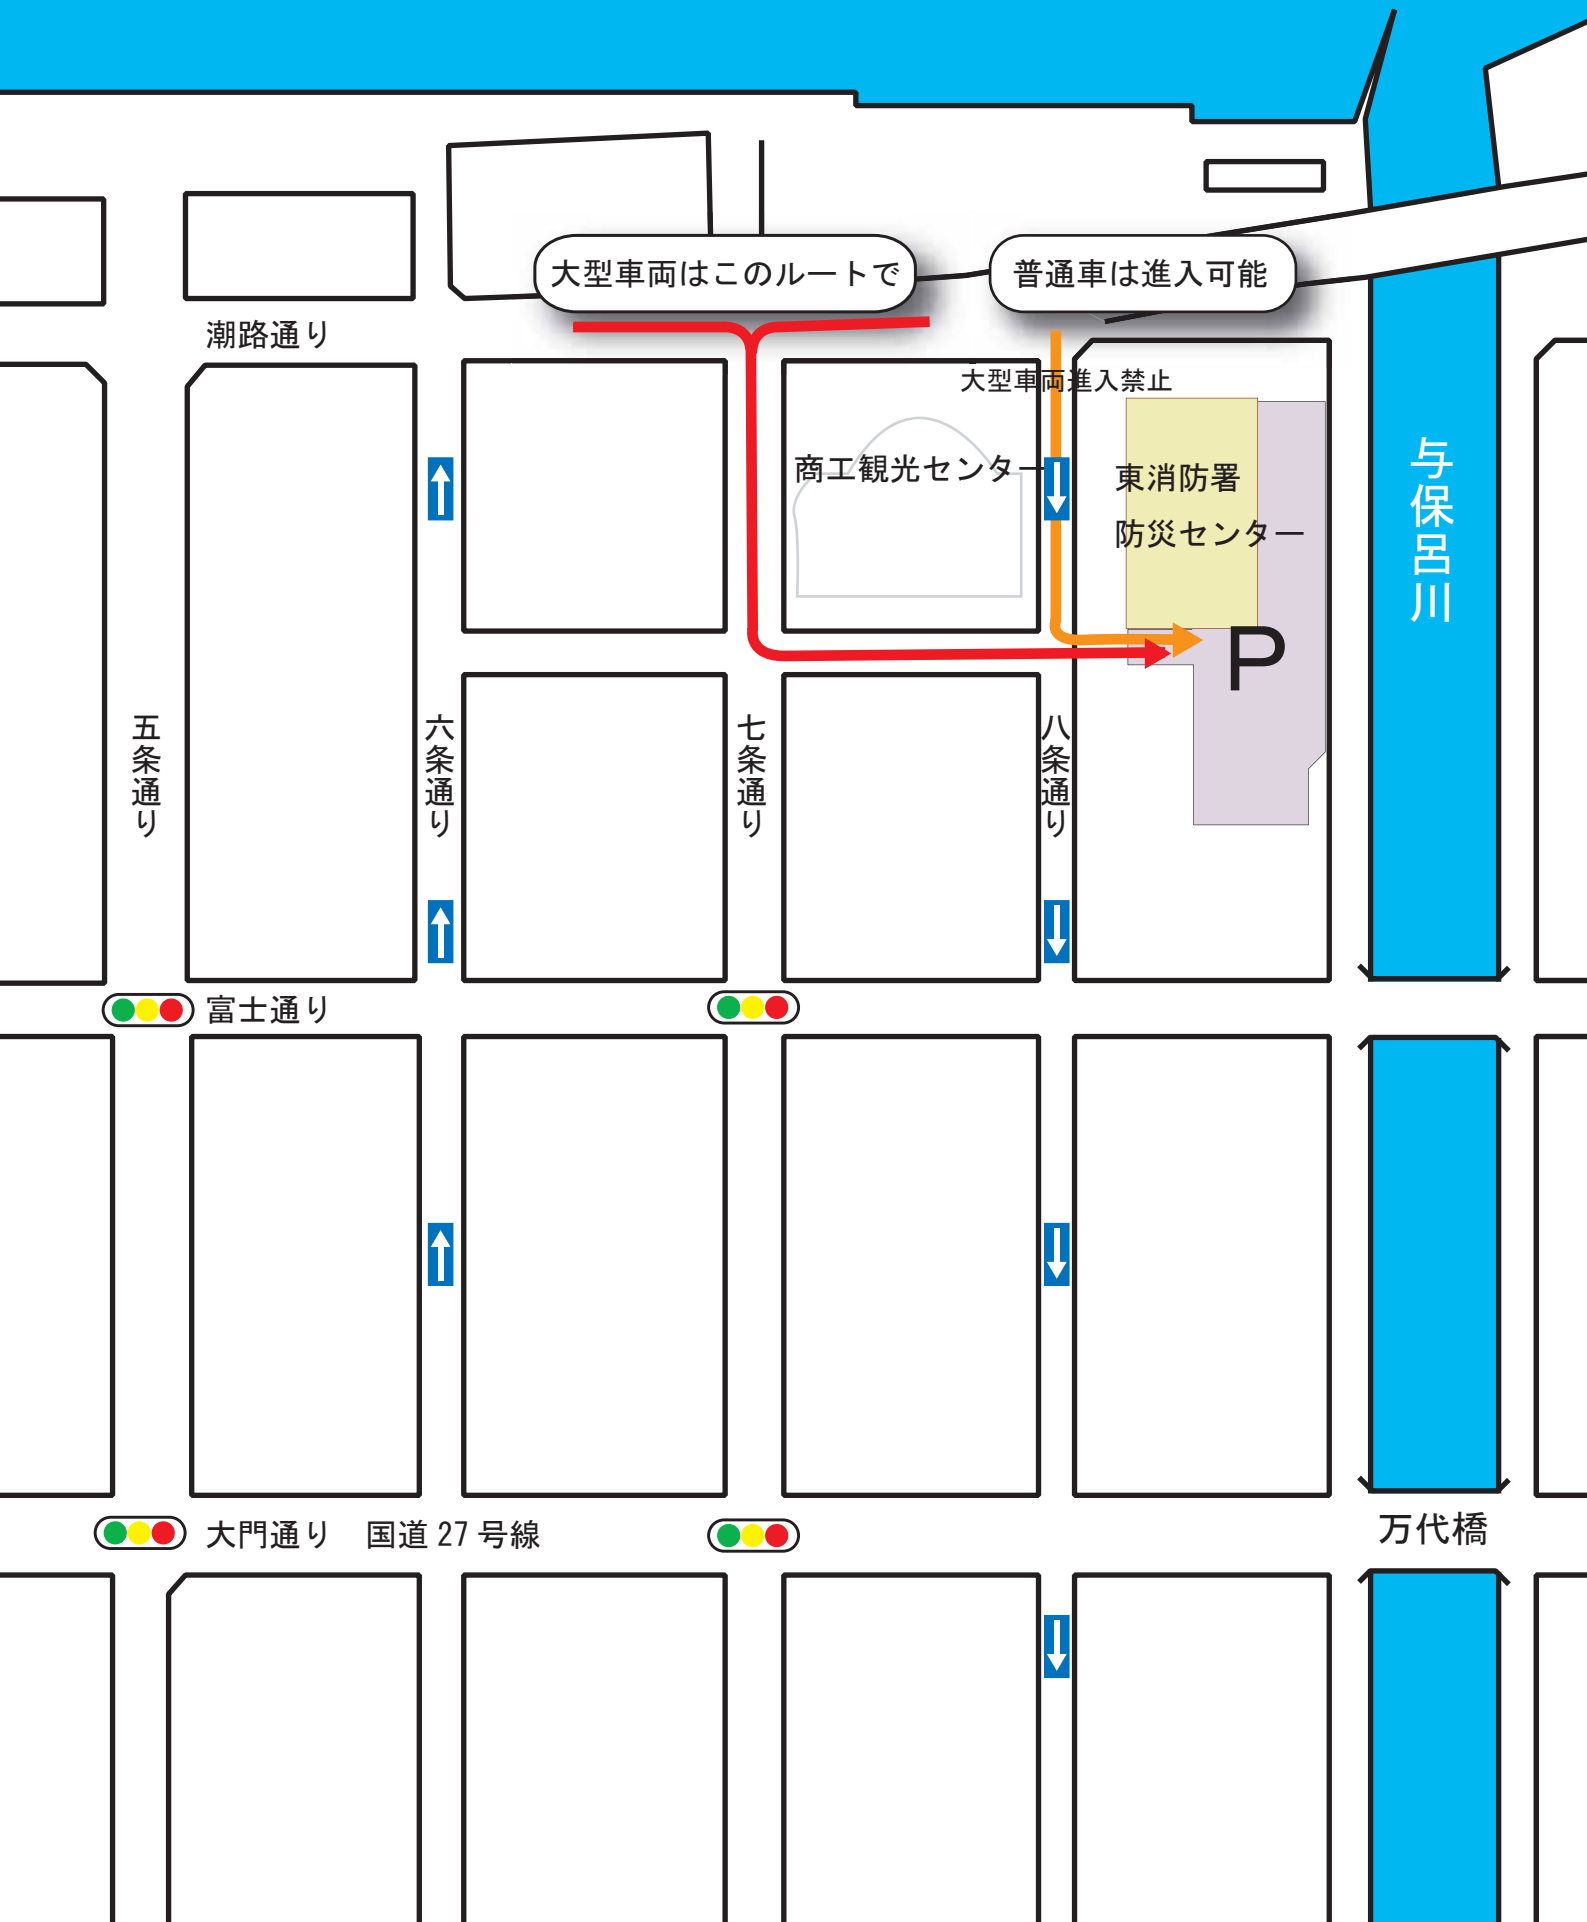 大型車両はこのルートで
普通車は進入可能
潮路通り
大型車両進入禁止
商工観光センター
東消防署
防災センター
与保呂川
P
五条通り
六条通り
七条通り
八条通り
富士通り
大門通り　国道 27 号線
万代橋